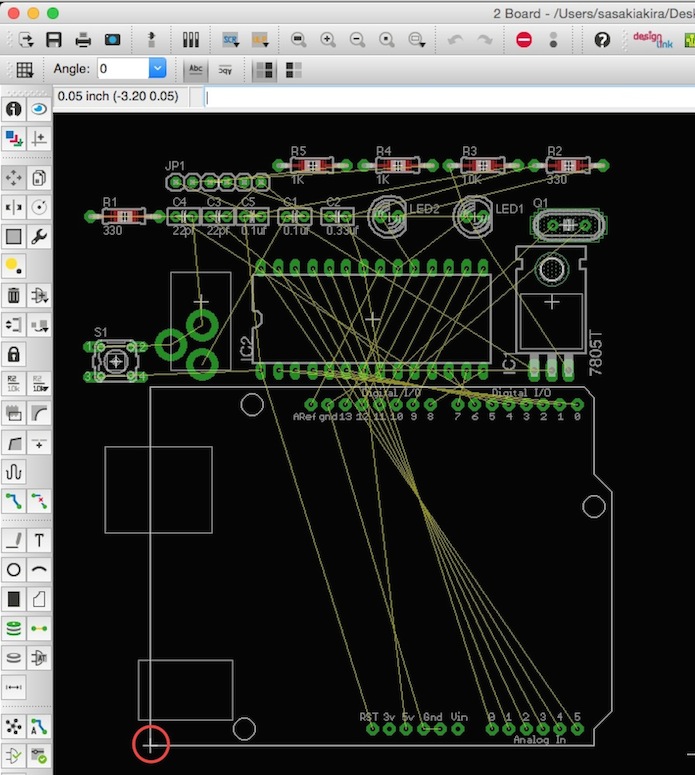 2 Board - /Users/sasakiakira/Desk
design link
Angle: 0
0.05 inch (-3.20 0.05)
R5 R4 R3 R2
JP1
1K 1K 10K 330
R1 C4 C3 C5 C1 C2 LED2 LED1 Q1
330 22pf 22pf 0.1uf 0.1uf 0.33uf
S1
IC2
IC1
7805T
Digital I/O Digital I/O
ARef gnd 13 12 11 10 9 8 7 6 5 4 3 2 1 0
RST 3v 5v Gnd Vin 0 1 2 3 4 5
Analog In